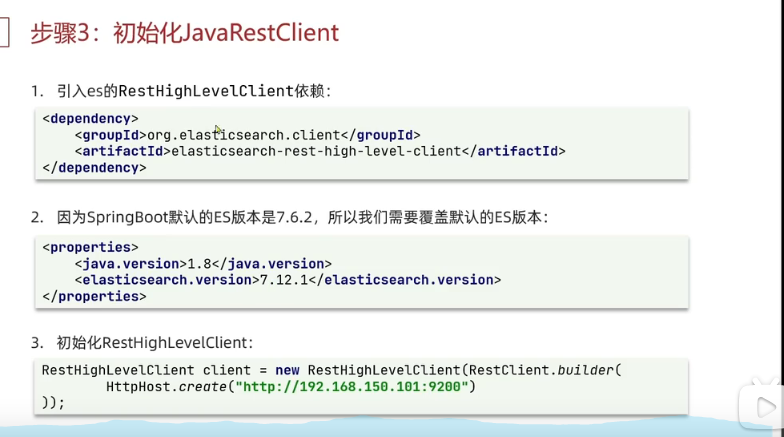 步骤3：初始化JavaRestClient
1. 引入es的RestHighLevelClient依赖：
<dependency>
    <groupId>org.elasticsearch.client</groupId>
    <artifactId>elasticsearch-rest-high-level-client</artifactId>
</dependency>
2. 因为SpringBoot默认的ES版本是7.6.2，所以我们需要覆盖默认的ES版本：
<properties>
    <java.version>1.8</java.version>
    <elasticsearch.version>7.12.1</elasticsearch.version>
</properties>
3. 初始化RestHighLevelClient：
RestHighLevelClient client = new RestHighLevelClient(RestClient.builder(
        HttpHost.create("http://192.168.150.101:9200")
));